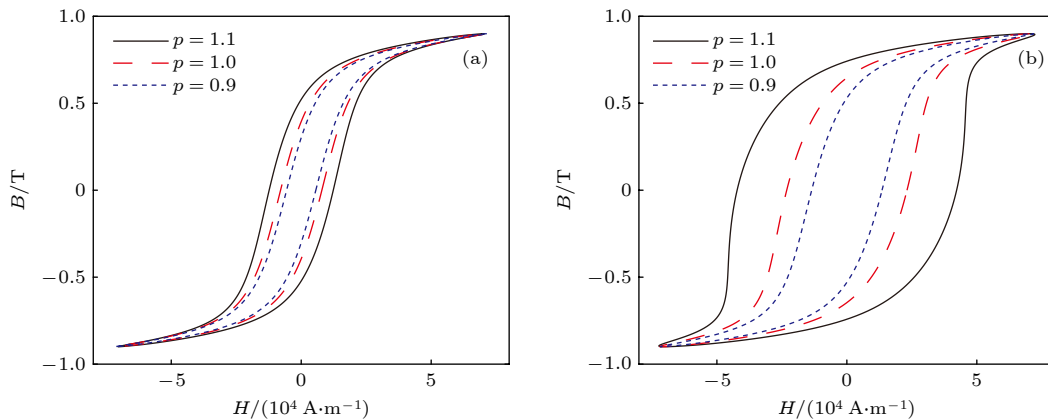 1.0
0.5
0
−0.5
−1.0
B/T
p = 1.1
p = 1.0
p = 0.9
(a)
−5
0
5
H/(10⁴ A·m⁻¹)
1.0
0.5
0
−0.5
−1.0
B/T
p = 1.1
p = 1.0
p = 0.9
(b)
−5
0
5
H/(10⁴ A·m⁻¹)